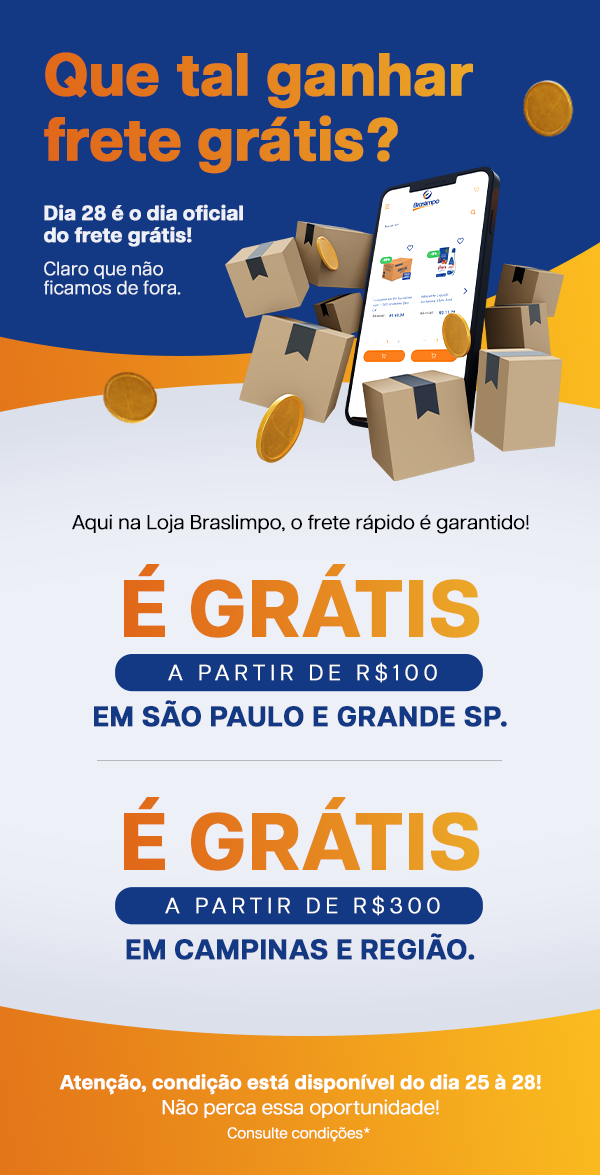 Que tal ganhar
frete grátis?
Dia 28 é o dia oficial
do frete grátis!
Claro que não
ficamos de fora.
Braslimpo
Aqui na Loja Braslimpo, o frete rápido é garantido!
É GRÁTIS
A PARTIR DE R$100
EM SÃO PAULO E GRANDE SP.
É GRÁTIS
A PARTIR DE R$300
EM CAMPINAS E REGIÃO.
Atenção, condição está disponível do dia 25 à 28!
Não perca essa oportunidade!
Consulte condições*